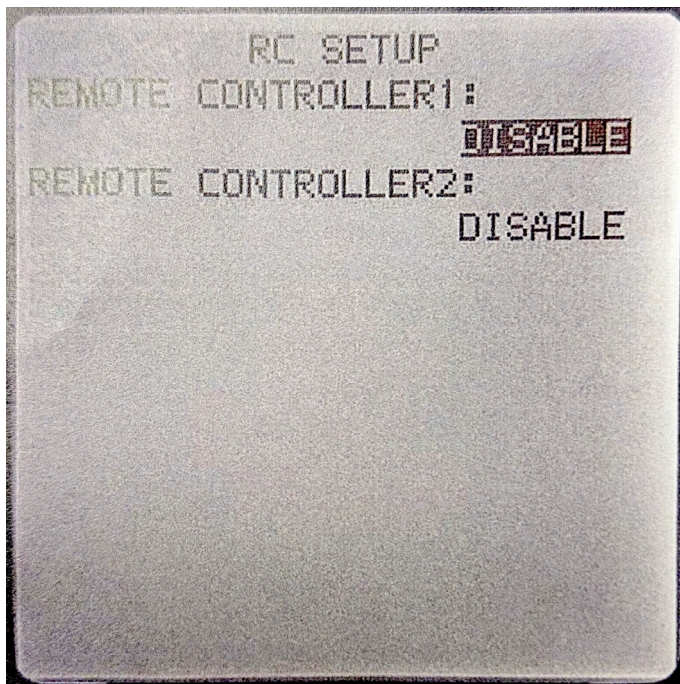 RC SETUP
REMOTE CONTROLLER1:
DISABLE
REMOTE CONTROLLER2:
DISABLE